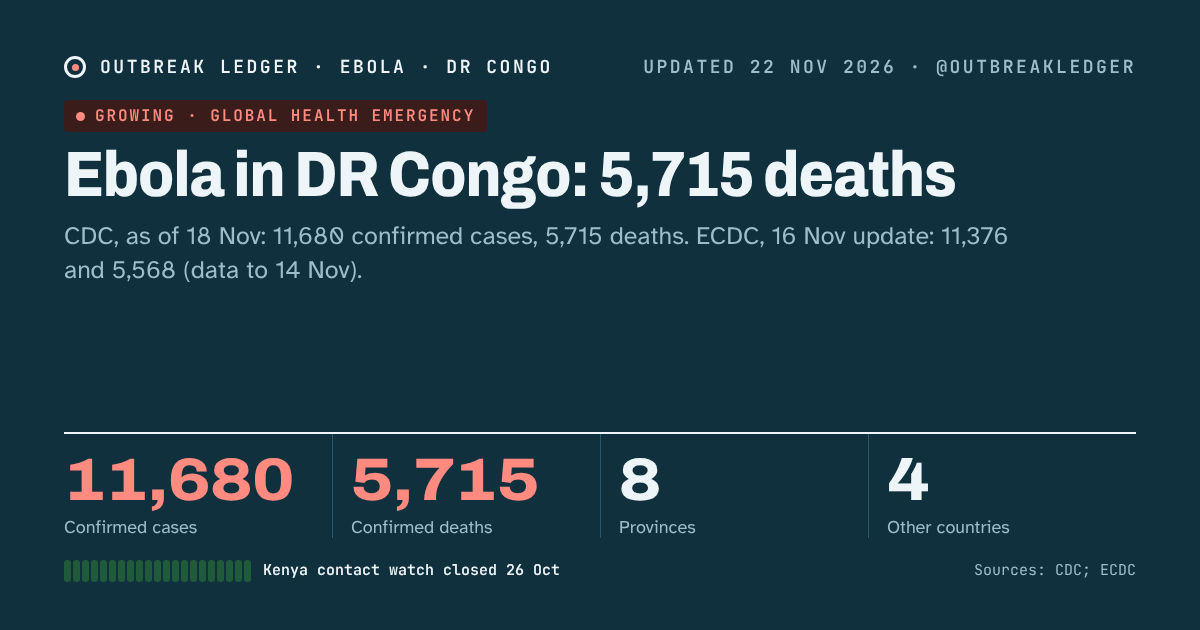 OUTBREAK LEDGER · EBOLA · DR CONGO
UPDATED 22 NOV 2026 · @OUTBREAKLEDGER
GROWING · GLOBAL HEALTH EMERGENCY
Ebola in DR Congo: 5,715 deaths
CDC, as of 18 Nov: 11,680 confirmed cases, 5,715 deaths. ECDC, 16 Nov update: 11,376
and 5,568 (data to 14 Nov).
11,680
Confirmed cases
5,715
Confirmed deaths
8
Provinces
4
Other countries
Kenya contact watch closed 26 Oct
Sources: CDC; ECDC